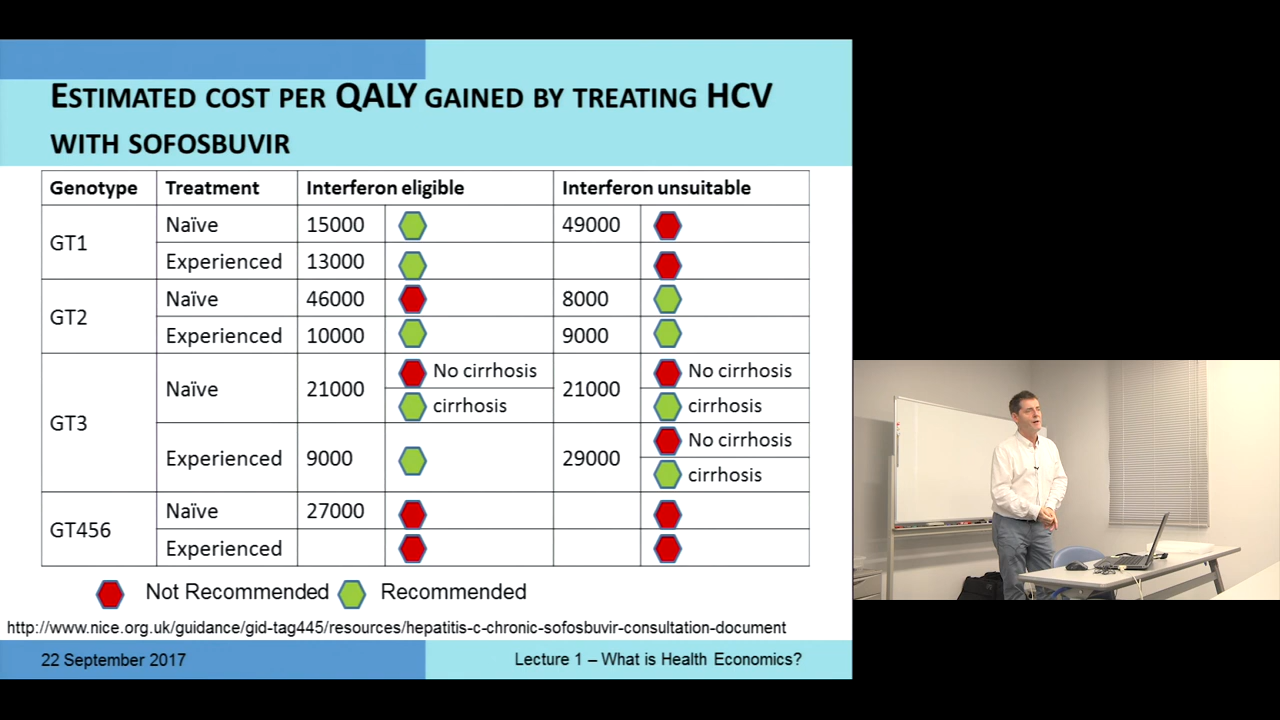 ESTIMATED COST PER QALY GAINED BY TREATING HCV
WITH SOFOSBUVIR
Genotype Treatment Interferon eligible Interferon unsuitable
GT1 Naïve 15000 49000
Experienced 13000
GT2 Naïve 46000 8000
Experienced 10000 9000
GT3 Naïve 21000 No cirrhosis 21000 No cirrhosis
cirrhosis cirrhosis
Experienced 9000 29000 No cirrhosis
cirrhosis
GT456 Naïve 27000
Experienced
Not Recommended Recommended
http://www.nice.org.uk/guidance/gid-tag445/resources/hepatitis-c-chronic-sofosbuvir-consultation-document
22 September 2017 Lecture 1 – What is Health Economics?